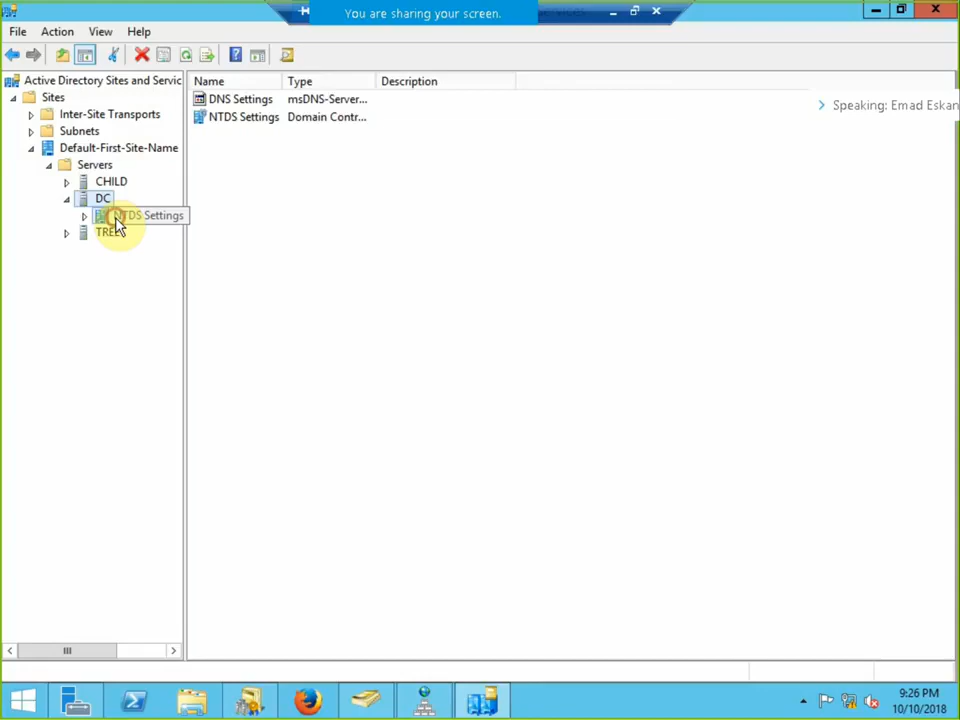 You are sharing your screen.
File Action View Help
Active Directory Sites and Servic
Sites
Inter-Site Transports
Subnets
Default-First-Site-Name
Servers
CHILD
DC
NTDS Settings
TREE
Name Type Description
DNS Settings msDNS-Server...
NTDS Settings Domain Contr...
Speaking: Emad Eskan
9:26 PM
10/10/2018